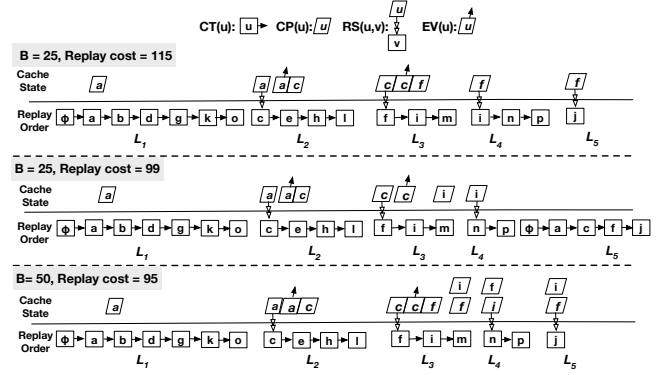 CT(u): u CP(u): u RS(u,v): u v EV(u): u
B = 25, Replay cost = 115
Cache State a a a c c c f f f
Replay Order ϕ a b d g k o c e h l f i m i n p j
L1 L2 L3 L4 L5
B = 25, Replay cost = 99
Cache State a a a c c c i i
Replay Order ϕ a b d g k o c e h l f i m n p ϕ a c f j
L1 L2 L3 L4 L5
B= 50, Replay cost = 95
i f i
Cache State a a a c c c f f i f
Replay Order ϕ a b d g k o c e h l f i m n p j
L1 L2 L3 L4 L5